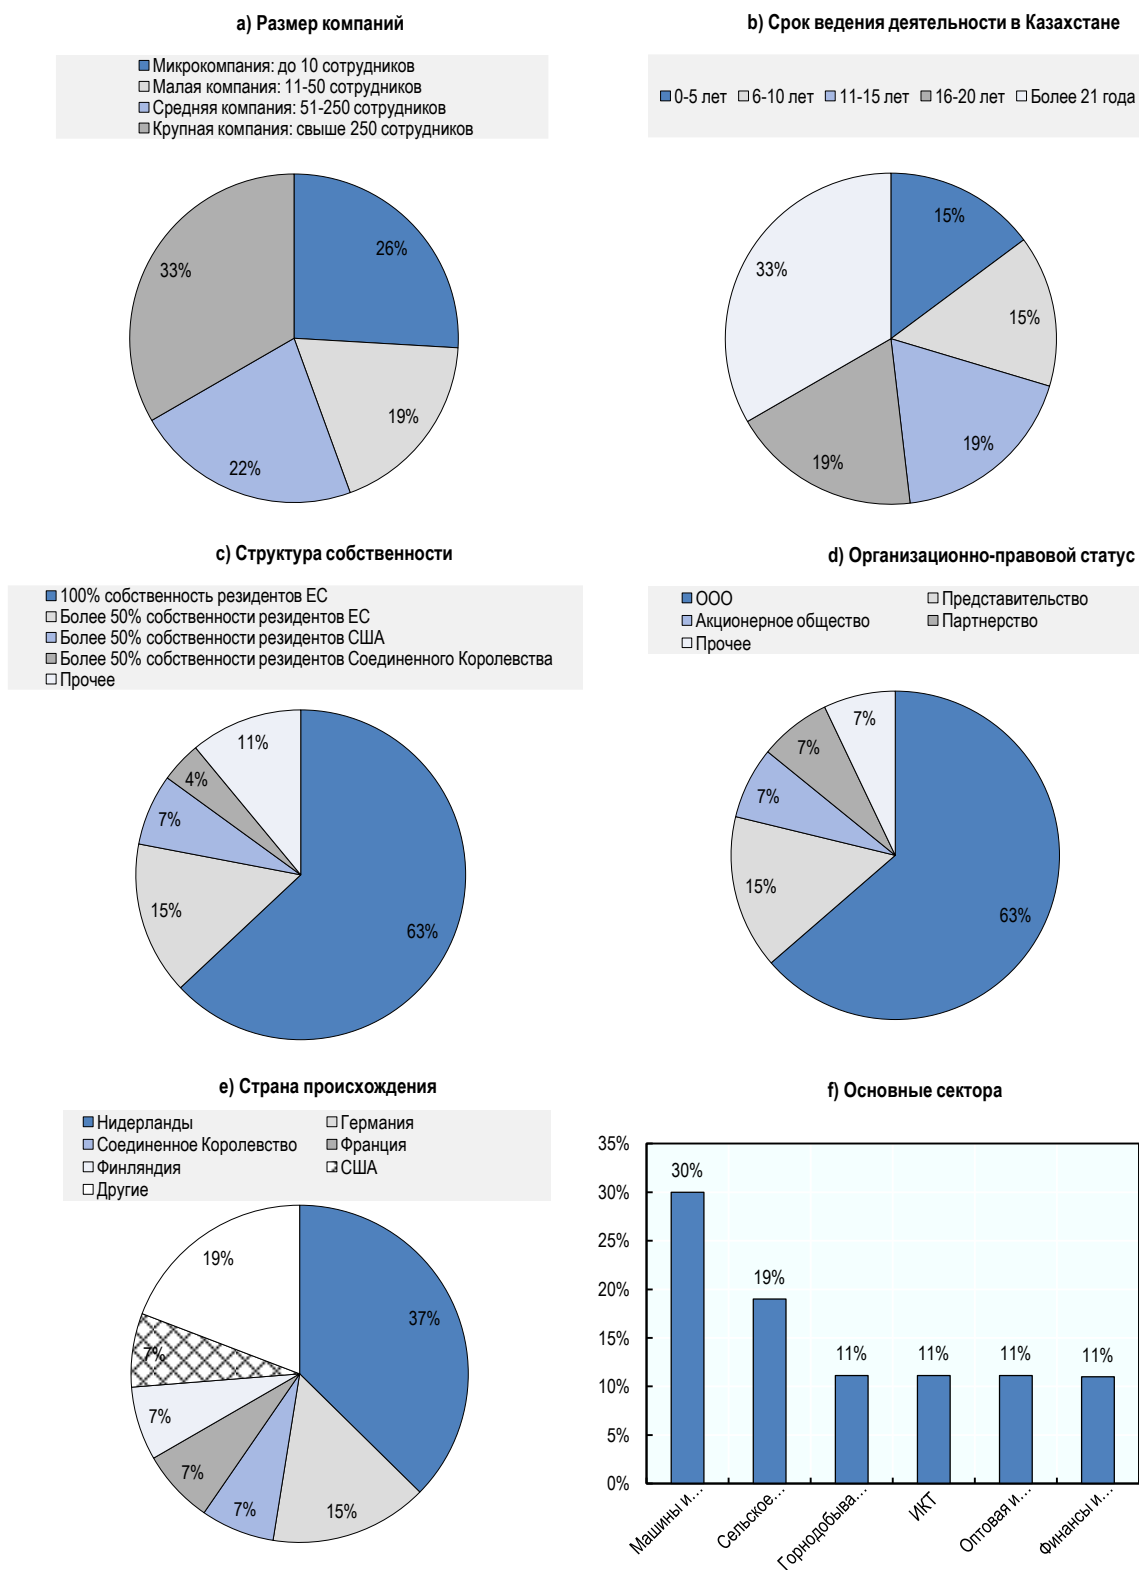 a) Размер компаний
Микрокомпания: до 10 сотрудников
Малая компания: 11-50 сотрудников
Средняя компания: 51-250 сотрудников
Крупная компания: свыше 250 сотрудников
26%
33%
19%
22%
b) Срок ведения деятельности в Казахстане
0-5 лет 6-10 лет 11-15 лет 16-20 лет Более 21 года
15%
33%
15%
19%
19%
c) Структура собственности
100% собственность резидентов ЕС
Более 50% собственности резидентов ЕС
Более 50% собственности резидентов США
Более 50% собственности резидентов Соединенного Королевства
Прочее
11%
4%
7%
15%
63%
d) Организационно-правовой статус
ООО Представительство
Акционерное общество Партнерство
Прочее
7%
7%
7%
15%
63%
e) Страна происхождения
Нидерланды Германия
Соединенное Королевство Франция
Финляндия США
Другие
19%
37%
7%
7%
7%
7%
15%
f) Основные сектора
35%
30%
25%
20%
15%
10%
5%
0%
30%
19%
11%
11%
11%
11%
Машины и…
Сельское…
Горнодобыва…
ИКТ
Оптовая и…
Финансы и…